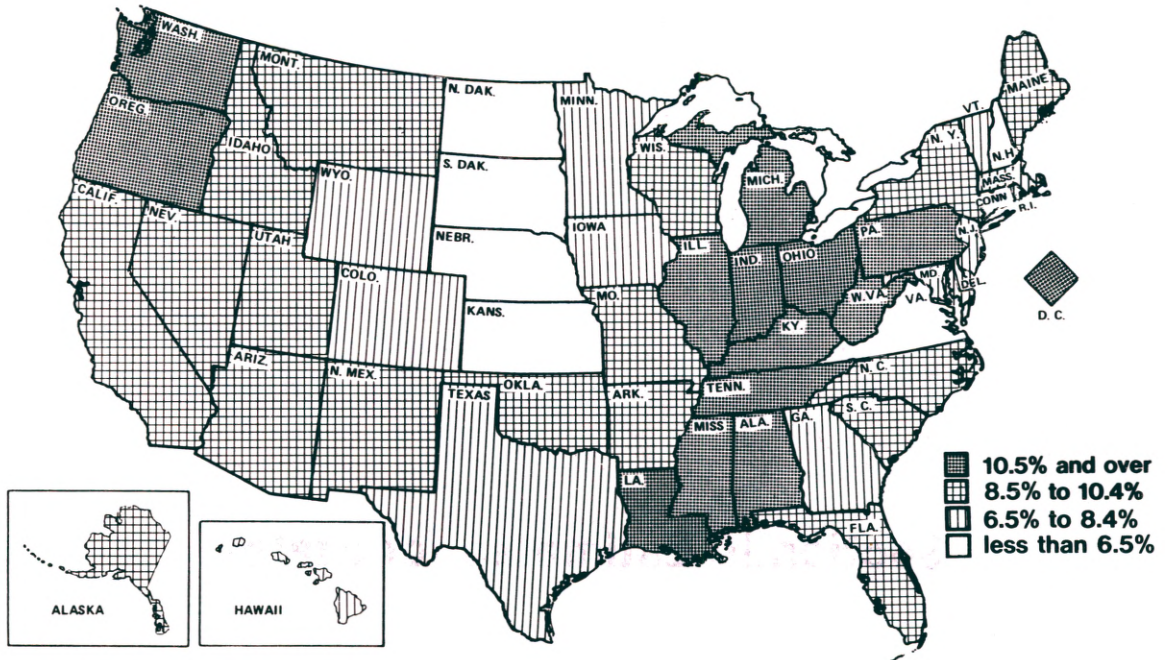 WASH.
OREG.
CALIF.
NEV.
IDAHO
MONT.
WYO.
UTAH
COLO.
ARIZ.
N. MEX.
N. DAK.
S. DAK.
NEBR.
KANS.
OKLA.
TEXAS
MINN.
IOWA
MO.
ARK.
LA.
WIS.
ILL.
MICH.
IND.
OHIO
KY.
TENN.
MISS
ALA.
GA.
FLA.
S. C.
N. C.
VA.
W.VA.
PA.
N. Y.
VT.
MAINE
N.H.
MASS.
CONN
R.I.
N.J.
MD.
DEL.
D. C.
ALASKA
HAWAII
10.5% and over
8.5% to 10.4%
6.5% to 8.4%
less than 6.5%